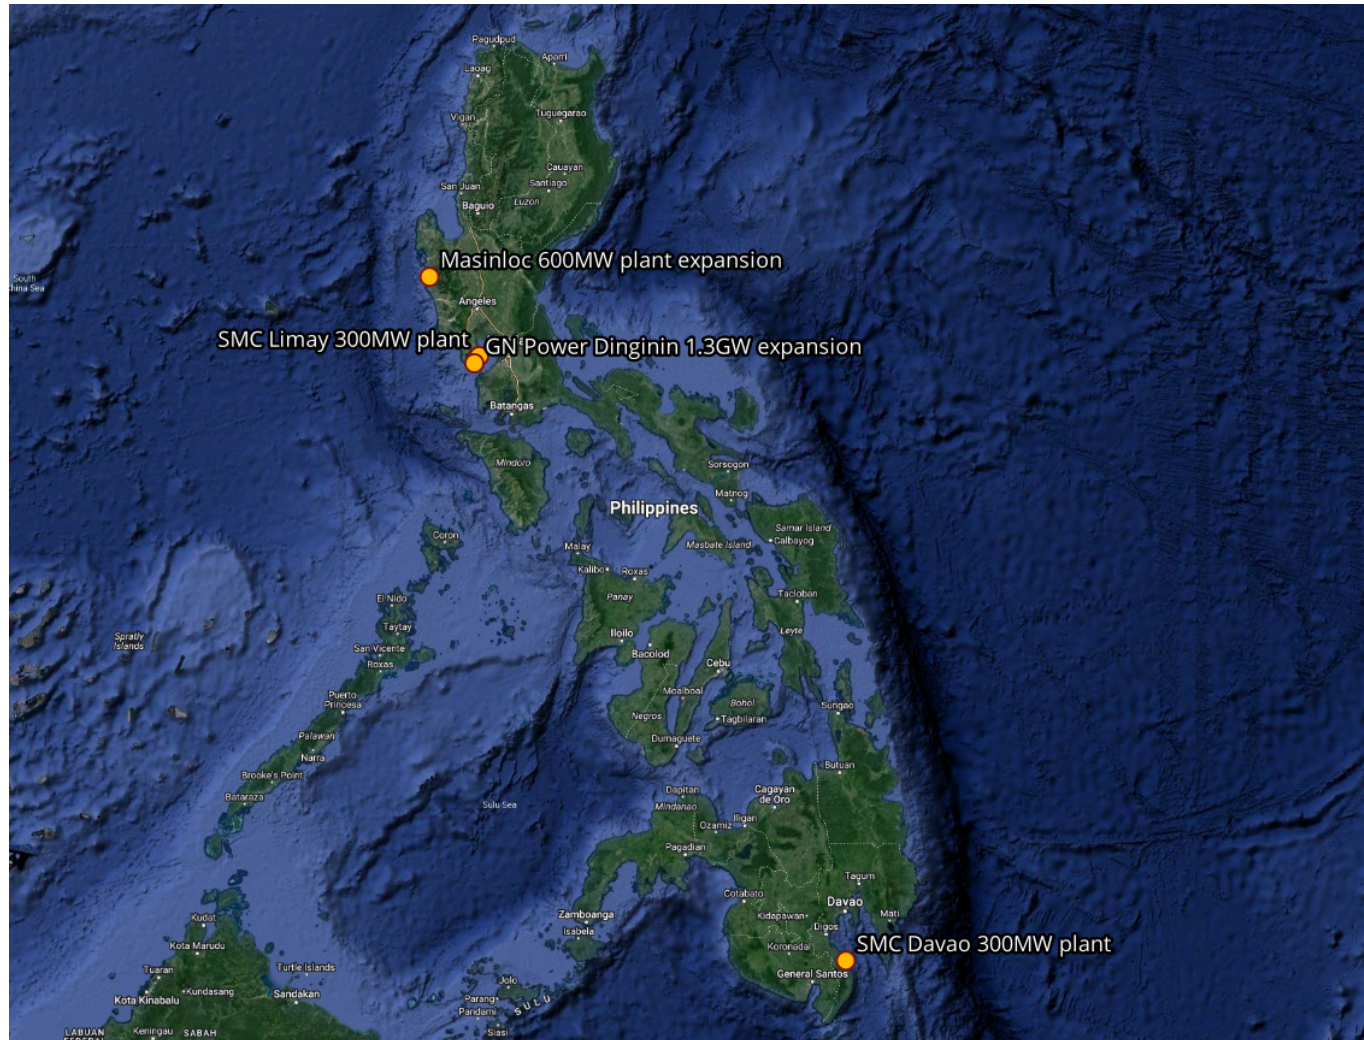 Pagudpud
Aparri
Laoag
Tuguegarao
Vigan
Cauayan
San Juan
Santiago
Luzon
Baguio
Masinloc 600MW plant expansion
South
China Sea
Angeles
SMC Limay 300MW plant
GN Power Dinginin 1.3GW expansion
Batangas
Mindoro
Sorsogon
Matnog
Philippines
Samar Island
Calbayog
Masbate Island
Coron
Malay
Kalibo
Roxas
Panay
Tacloban
El Nido
Taytay
Leyte
Iloilo
Spratly
Islands
San Vicente
Bacolod
Roxas
Cebu
Moalboal
Puerto
Princesa
Bohol
Surigao
Negros
Tagbilaran
Palawan
Dumaguete
Narra
Butuan
Brooke's Point
Bataraza
Dapitan
Cagayan
de Oro
Sulu Sea
Mindanao
Iligan
Ozamiz
Pagadian
Tagum
Cotabato
Davao
Zamboanga
Kidapawan
Mati
Kudat
Digos
Isabela
Kota Marudu
Koronadal
SMC Davao 300MW plant
Tuaran
Turtle Islands
General Santos
Jolo
Kundasang
Sandakan
Kota Kinabalu
Parang
SULU
Pandami
LABUAN
FEDERAL
Keningau
SABAH
Siasi